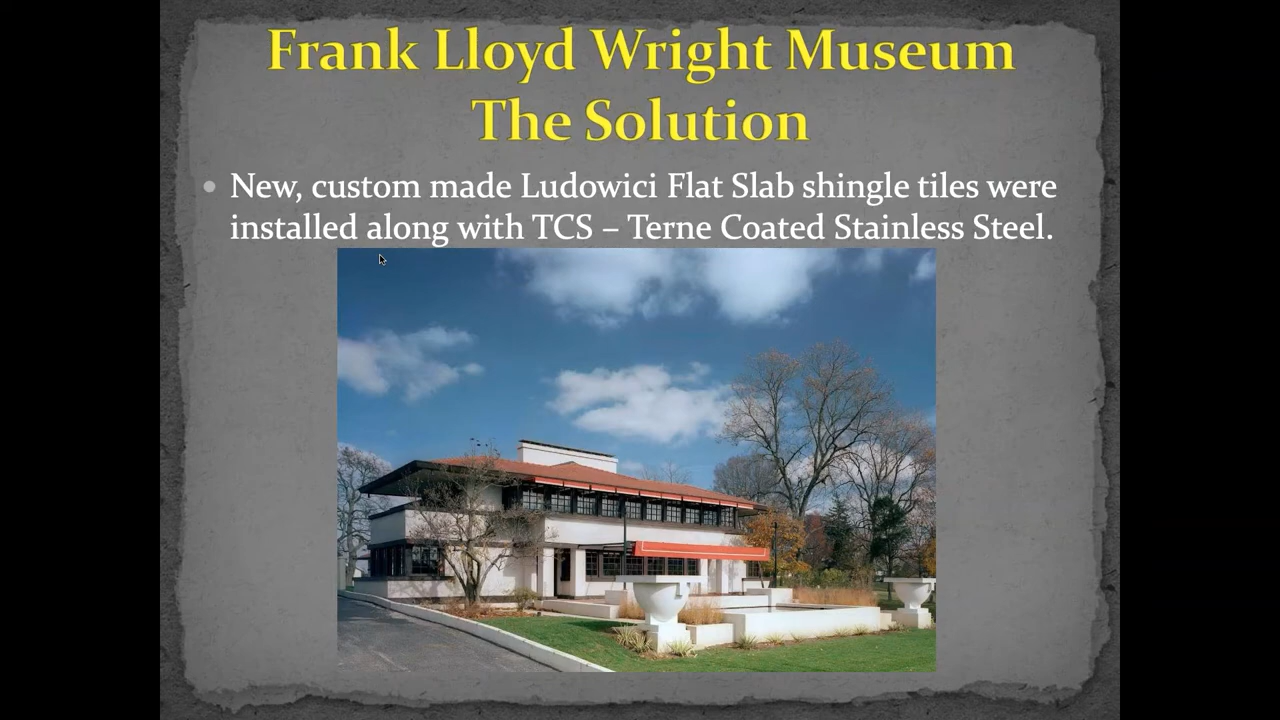 Frank Lloyd Wright Museum
The Solution
New, custom made Ludowici Flat Slab shingle tiles were
installed along with TCS – Terne Coated Stainless Steel.